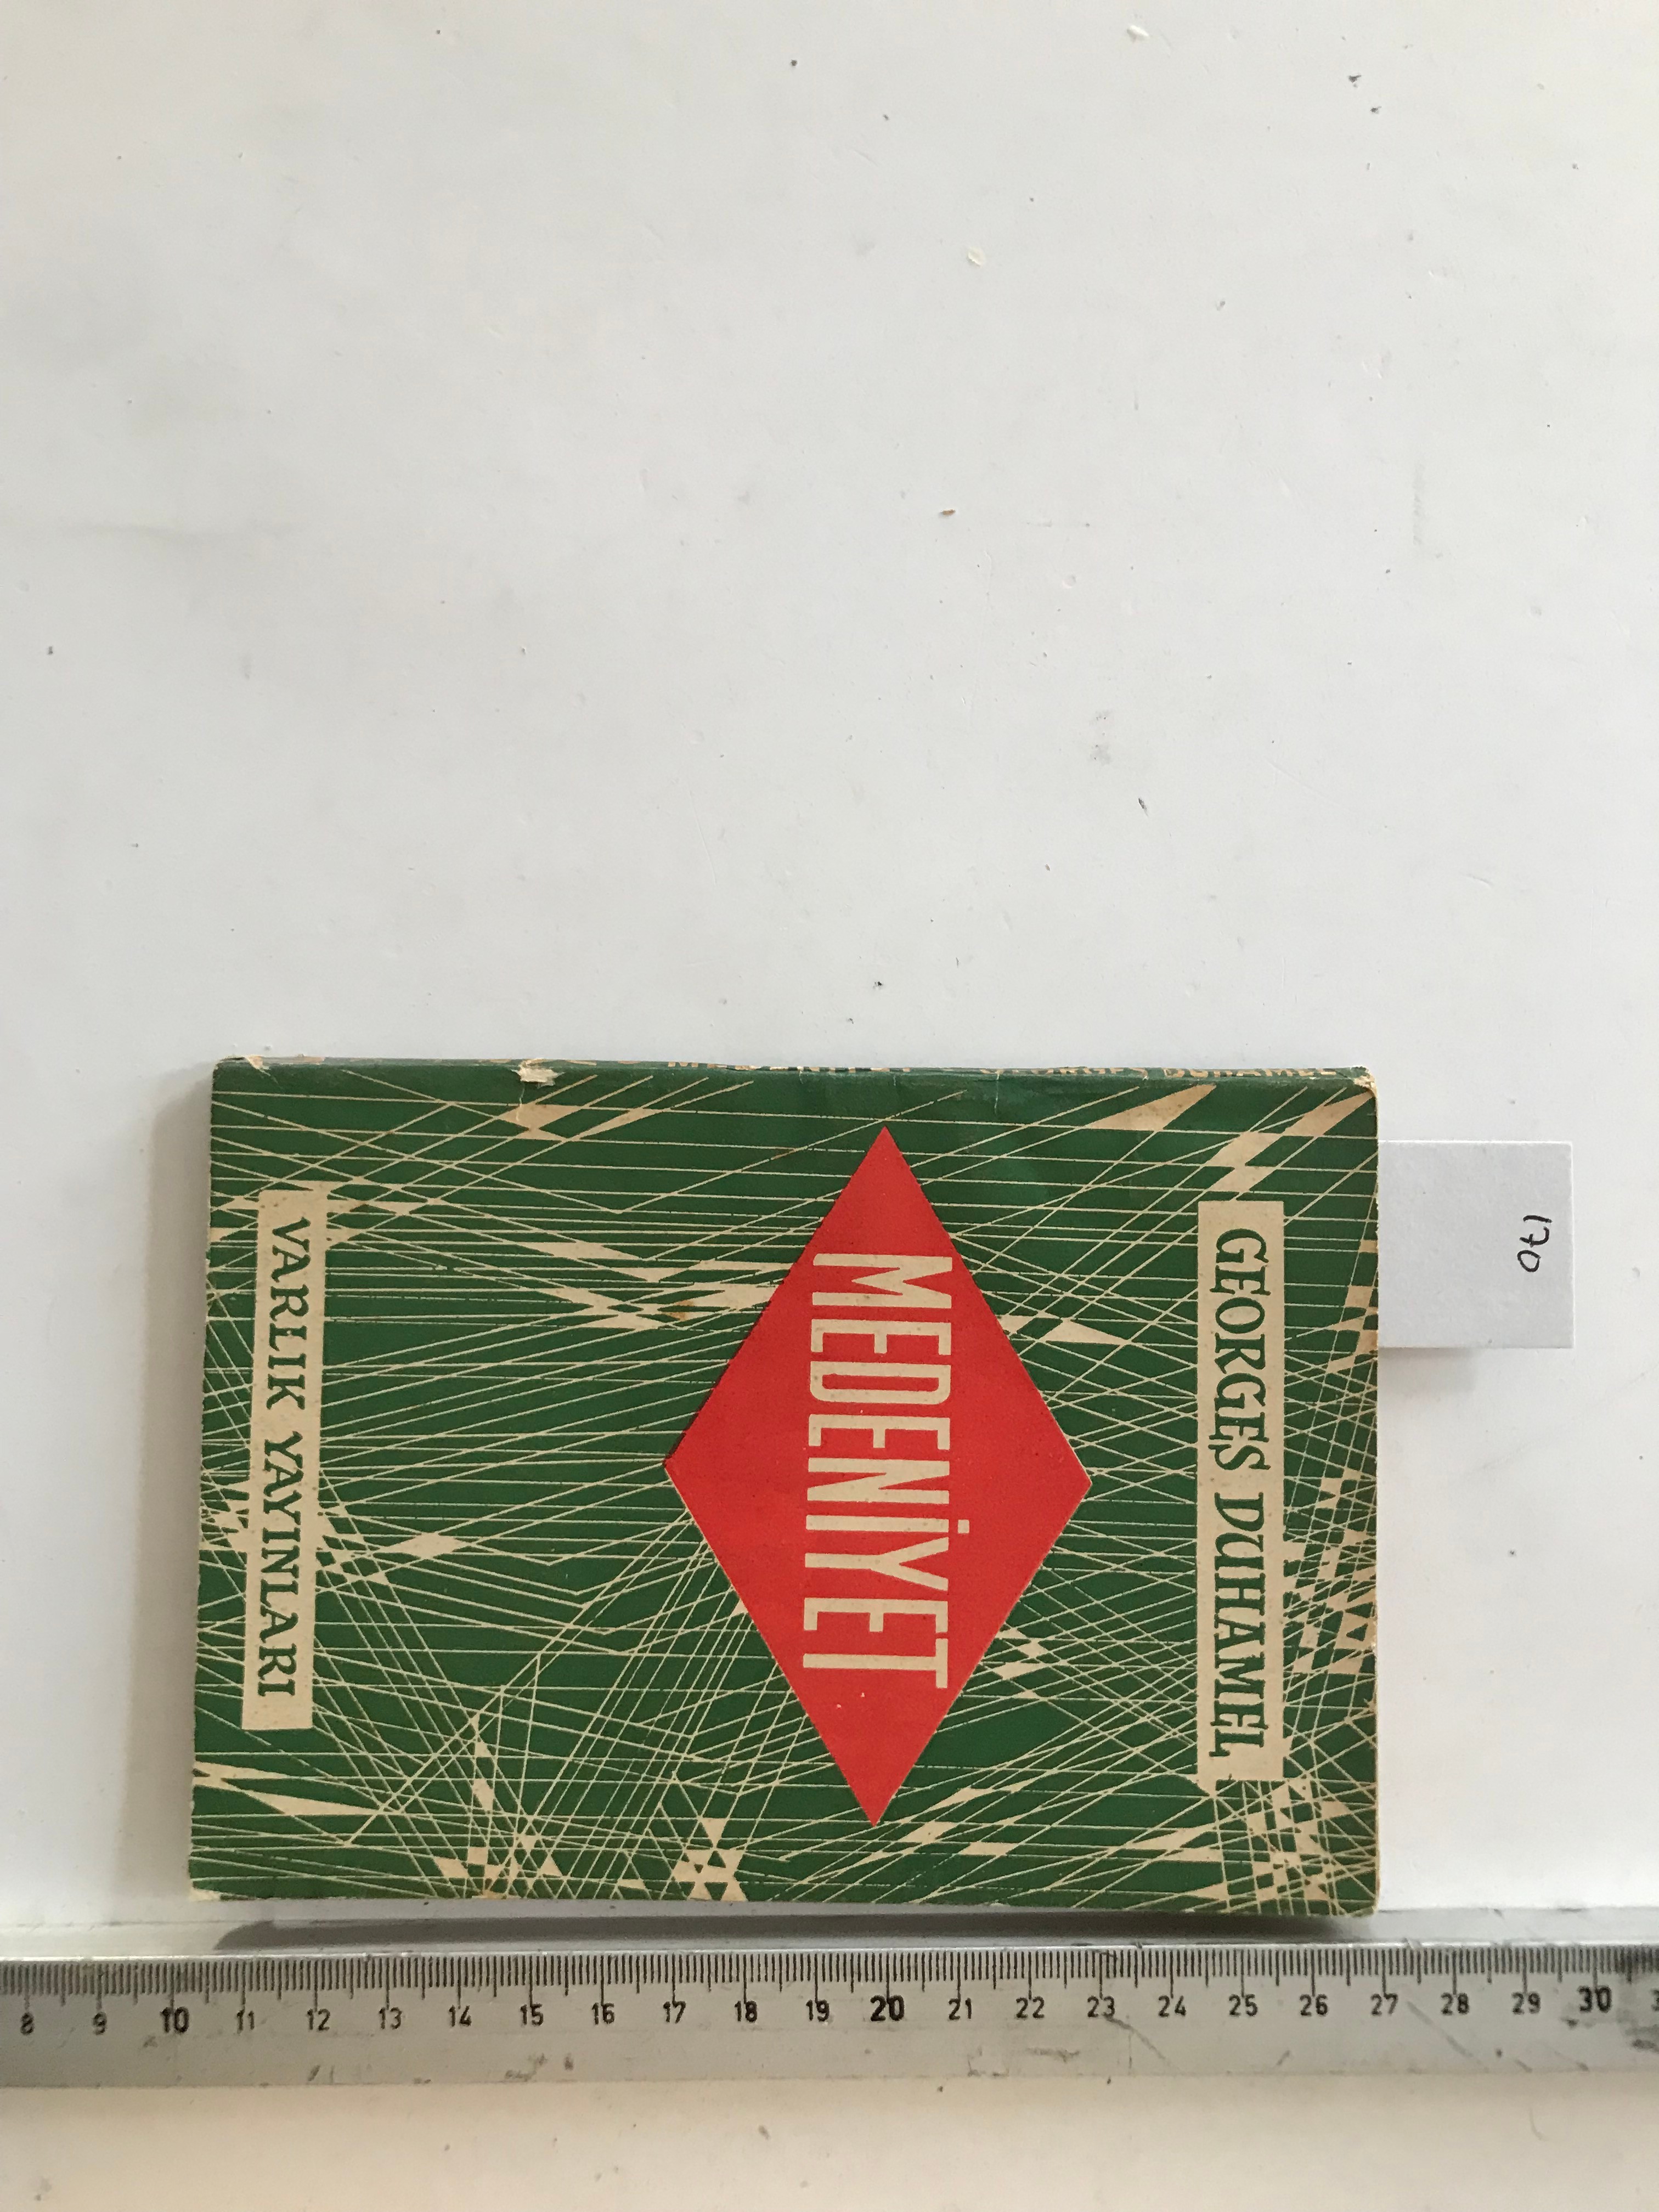 GEORGES DUHAMEL
MEDENİYET
VARLIK YAYINLARI
170
8 9 10 11 12 13 14 15 16 17 18 19 20 21 22 23 24 25 26 27 28 29 30